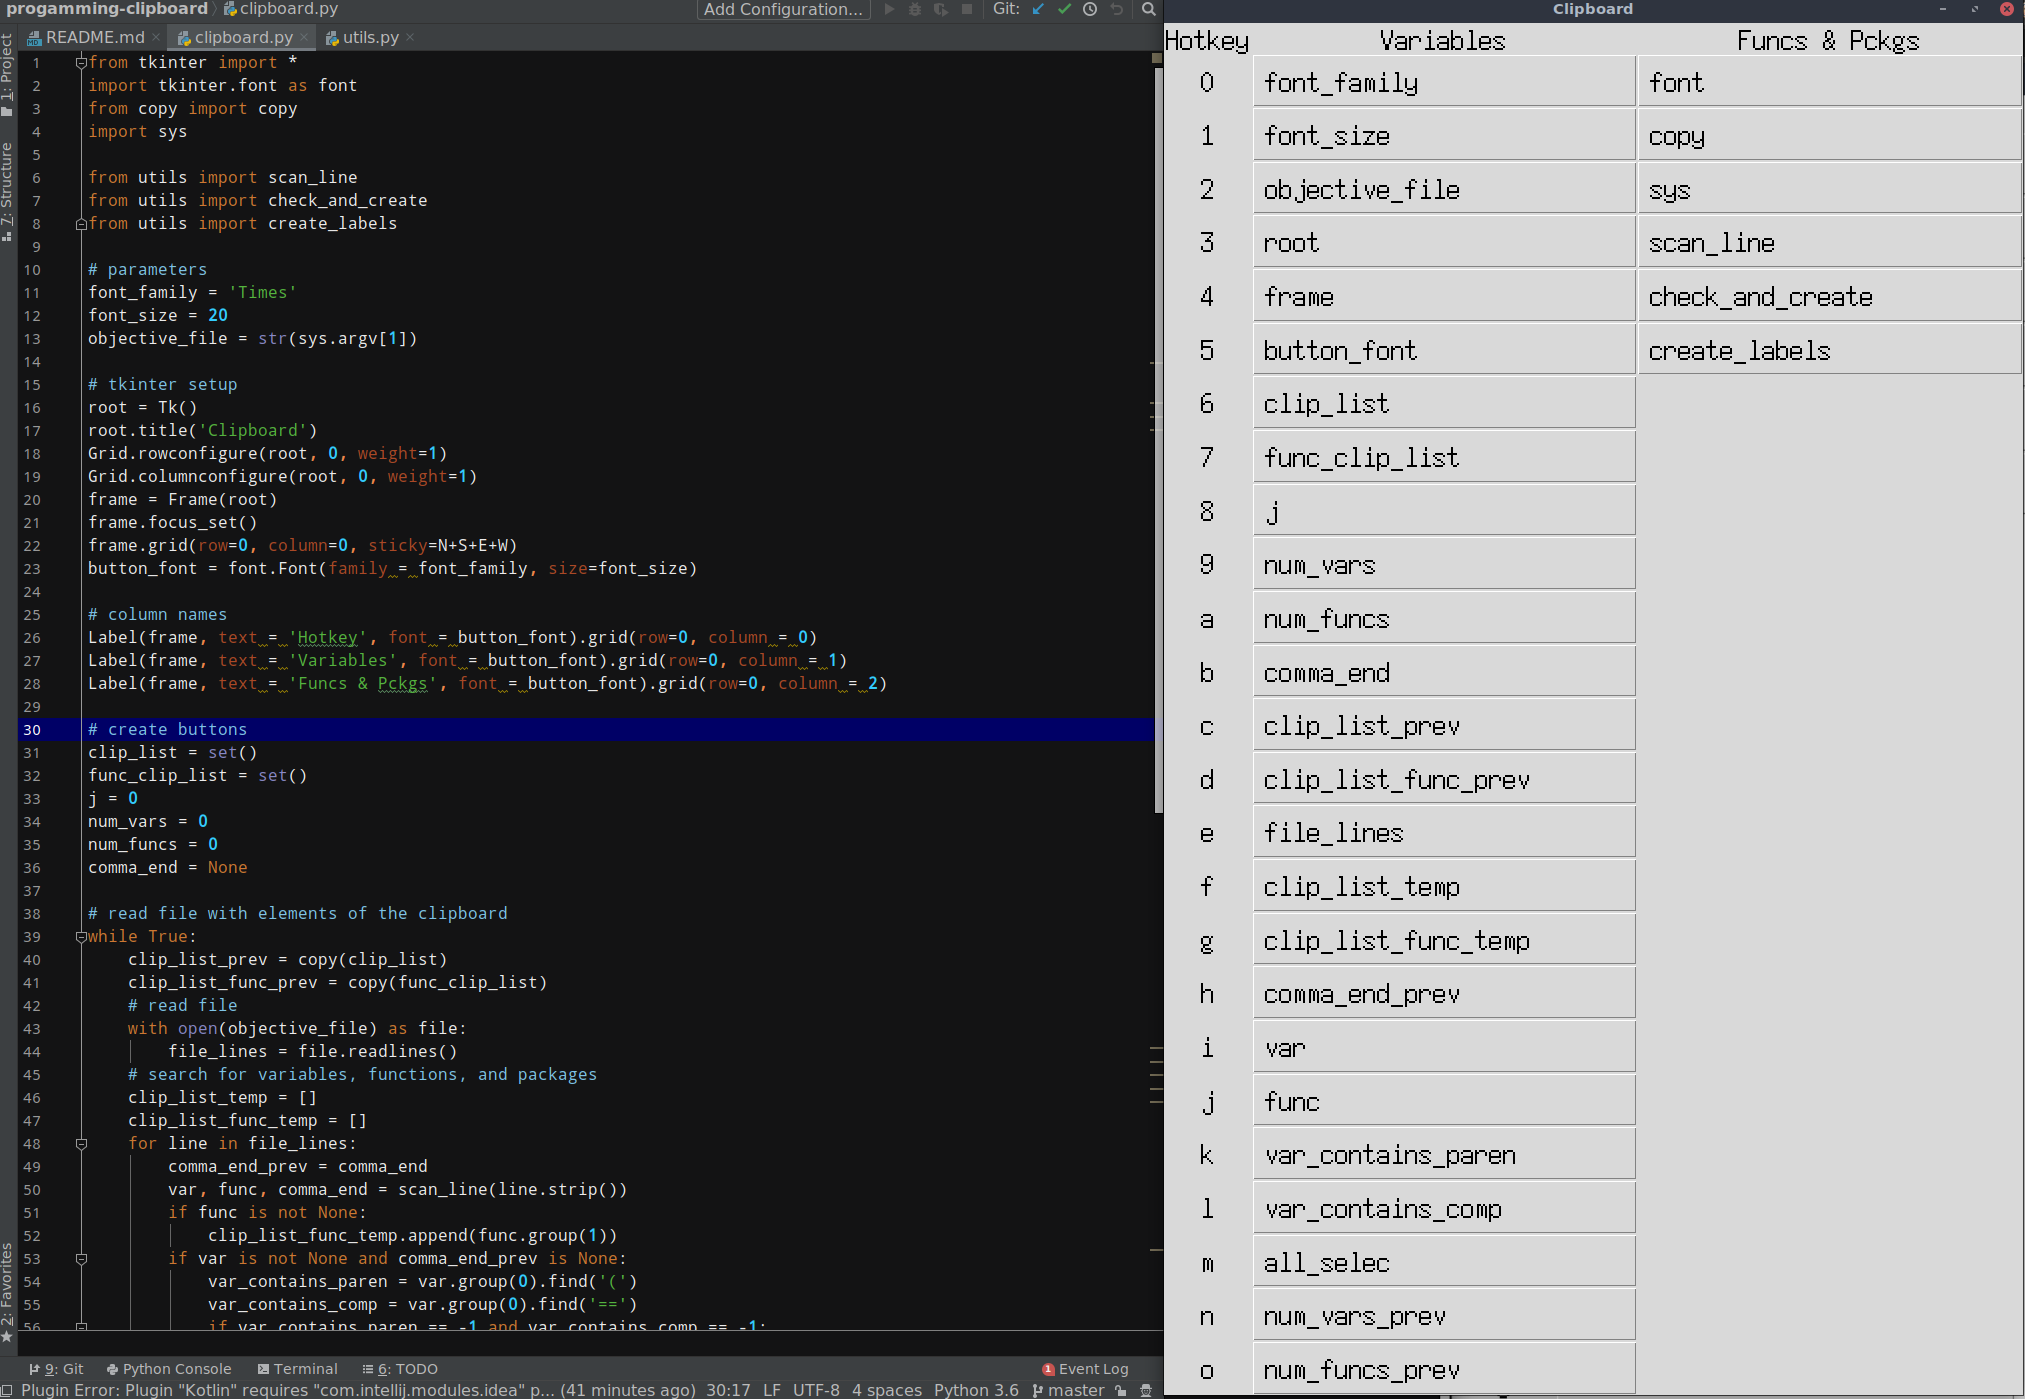 progamming-clipboard clipboard.py Add Configuration... Git:
README.md clipboard.py utils.py
1: Project
7: Structure
2: Favorites
1 from tkinter import *
2 import tkinter.font as font
3 from copy import copy
4 import sys
5
6 from utils import scan_line
7 from utils import check_and_create
8 from utils import create_labels
9
10 # parameters
11 font_family = 'Times'
12 font_size = 20
13 objective_file = str(sys.argv[1])
14
15 # tkinter setup
16 root = Tk()
17 root.title('Clipboard')
18 Grid.rowconfigure(root, 0, weight=1)
19 Grid.columnconfigure(root, 0, weight=1)
20 frame = Frame(root)
21 frame.focus_set()
22 frame.grid(row=0, column=0, sticky=N+S+E+W)
23 button_font = font.Font(family = font_family, size=font_size)
24
25 # column names
26 Label(frame, text = 'Hotkey', font = button_font).grid(row=0, column = 0)
27 Label(frame, text = 'Variables', font = button_font).grid(row=0, column = 1)
28 Label(frame, text = 'Funcs & Pckgs', font = button_font).grid(row=0, column = 2)
29
30 # create buttons
31 clip_list = set()
32 func_clip_list = set()
33 j = 0
34 num_vars = 0
35 num_funcs = 0
36 comma_end = None
37
38 # read file with elements of the clipboard
39 while True:
40 clip_list_prev = copy(clip_list)
41 clip_list_func_prev = copy(func_clip_list)
42 # read file
43 with open(objective_file) as file:
44 file_lines = file.readlines()
45 # search for variables, functions, and packages
46 clip_list_temp = []
47 clip_list_func_temp = []
48 for line in file_lines:
49 comma_end_prev = comma_end
50 var, func, comma_end = scan_line(line.strip())
51 if func is not None:
52 clip_list_func_temp.append(func.group(1))
53 if var is not None and comma_end_prev is None:
54 var_contains_paren = var.group(0).find('(')
55 var_contains_comp = var.group(0).find('==')
56 if var_contains_paren == -1 and var_contains_comp == -1:
9: Git Python Console Terminal 6: TODO 1 Event Log
Plugin Error: Plugin "Kotlin" requires "com.intellij.modules.idea" p... (41 minutes ago) 30:17 LF UTF-8 4 spaces Python 3.6 master
Clipboard
Hotkey Variables Funcs & Pckgs
0 font_family font
1 font_size copy
2 objective_file sys
3 root scan_line
4 frame check_and_create
5 button_font create_labels
6 clip_list
7 func_clip_list
8 j
9 num_vars
a num_funcs
b comma_end
c clip_list_prev
d clip_list_func_prev
e file_lines
f clip_list_temp
g clip_list_func_temp
h comma_end_prev
i var
j func
k var_contains_paren
l var_contains_comp
m all_selec
n num_vars_prev
o num_funcs_prev